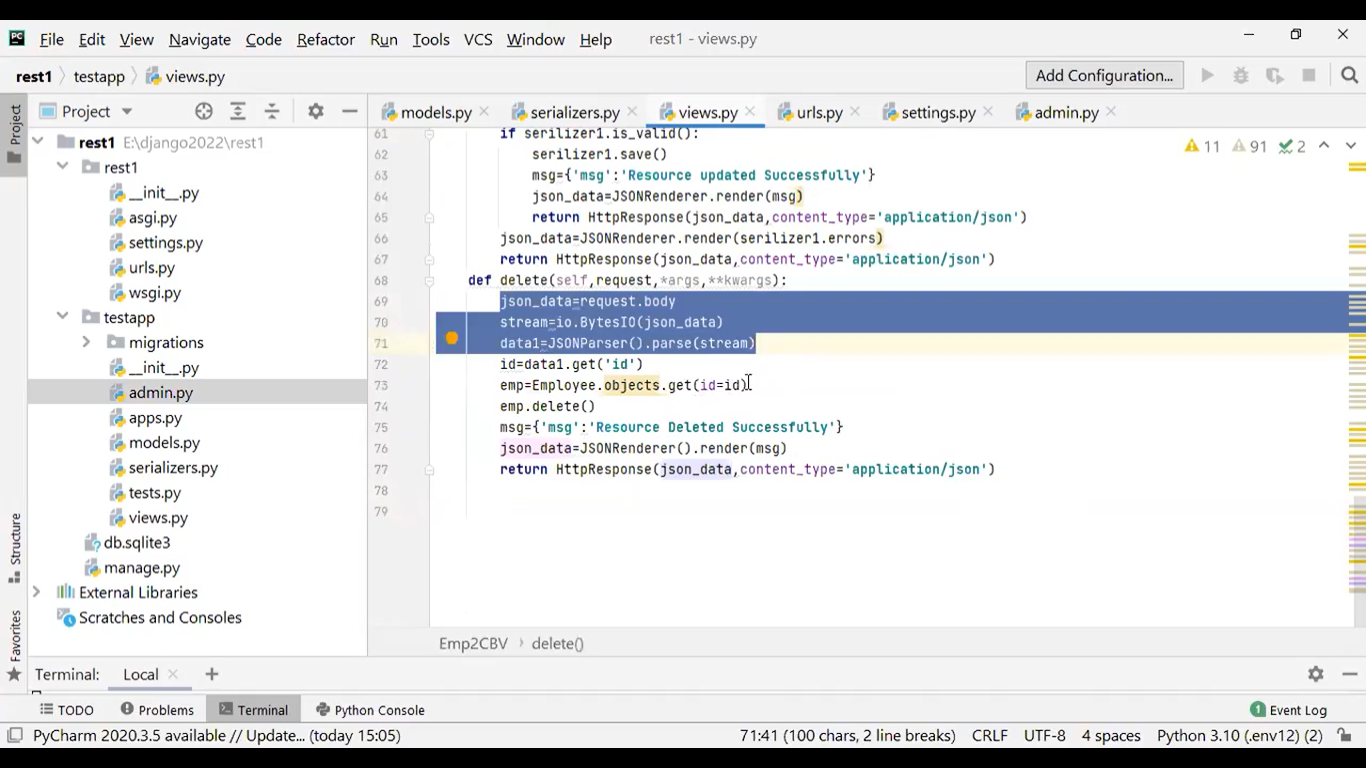 File Edit View Navigate Code Refactor Run Tools VCS Window Help rest1 - views.py
rest1 testapp views.py Add Configuration...
Project models.py serializers.py views.py urls.py settings.py admin.py
Project
rest1 E:\django2022\rest1
rest1
__init__.py
asgi.py
settings.py
urls.py
wsgi.py
testapp
migrations
__init__.py
admin.py
apps.py
models.py
serializers.py
tests.py
views.py
db.sqlite3
manage.py
External Libraries
Scratches and Consoles
Structure
Favorites
11 91 2
61 if serilizer1.is_valid():
62 serilizer1.save()
63 msg={'msg':'Resource updated Successfully'}
64 json_data=JSONRenderer.render(msg)
65 return HttpResponse(json_data,content_type='application/json')
66 json_data=JSONRenderer.render(serilizer1.errors)
67 return HttpResponse(json_data,content_type='application/json')
68 def delete(self,request,*args,**kwargs):
69 json_data=request.body
70 stream=io.BytesIO(json_data)
71 data1=JSONParser().parse(stream)
72 id=data1.get('id')
73 emp=Employee.objects.get(id=id)
74 emp.delete()
75 msg={'msg':'Resource Deleted Successfully'}
76 json_data=JSONRenderer().render(msg)
77 return HttpResponse(json_data,content_type='application/json')
78
79
Emp2CBV delete()
Terminal: Local
TODO Problems Terminal Python Console 1 Event Log
PyCharm 2020.3.5 available // Update... (today 15:05) 71:41 (100 chars, 2 line breaks) CRLF UTF-8 4 spaces Python 3.10 (.env12) (2)